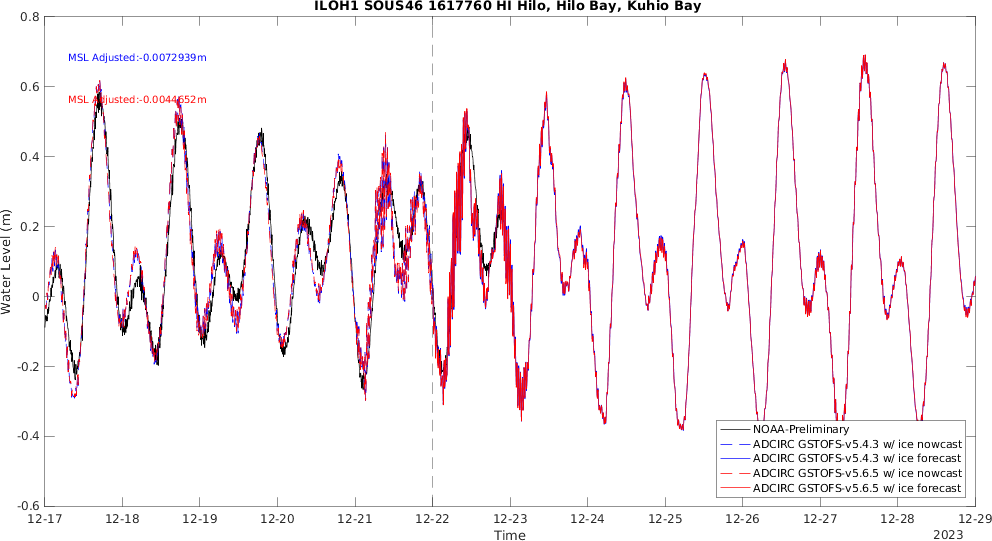 ILOH1 SOUS46 1617760 HI Hilo, Hilo Bay, Kuhio Bay
0.8
0.6
0.4
0.2
0
-0.2
-0.4
-0.6
Water Level (m)
MSL Adjusted:-0.0072939m
MSL Adjusted:-0.0044652m
NOAA-Preliminary
ADCIRC GSTOFS-v5.4.3 w/ ice nowcast
ADCIRC GSTOFS-v5.4.3 w/ ice forecast
ADCIRC GSTOFS-v5.6.5 w/ ice nowcast
ADCIRC GSTOFS-v5.6.5 w/ ice forecast
12-17 12-18 12-19 12-20 12-21 12-22 12-23 12-24 12-25 12-26 12-27 12-28 12-29
Time
2023